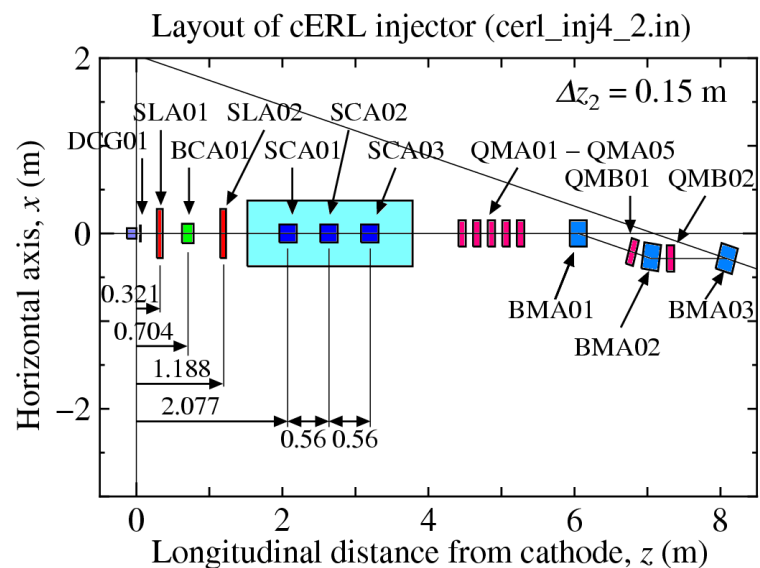 Layout of cERL injector (cerl_inj4_2.in)
Δz2 = 0.15 m
SLA01 SLA02 SCA02
DCG01 BCA01 SCA01 SCA03 QMA01 – QMA05
QMB01 QMB02
BMA01 BMA03
BMA02
0.321
0.704
1.188
2.077
0.56 0.56
2
0
−2
Horizontal axis, x (m)
0 2 4 6 8
Longitudinal distance from cathode, z (m)